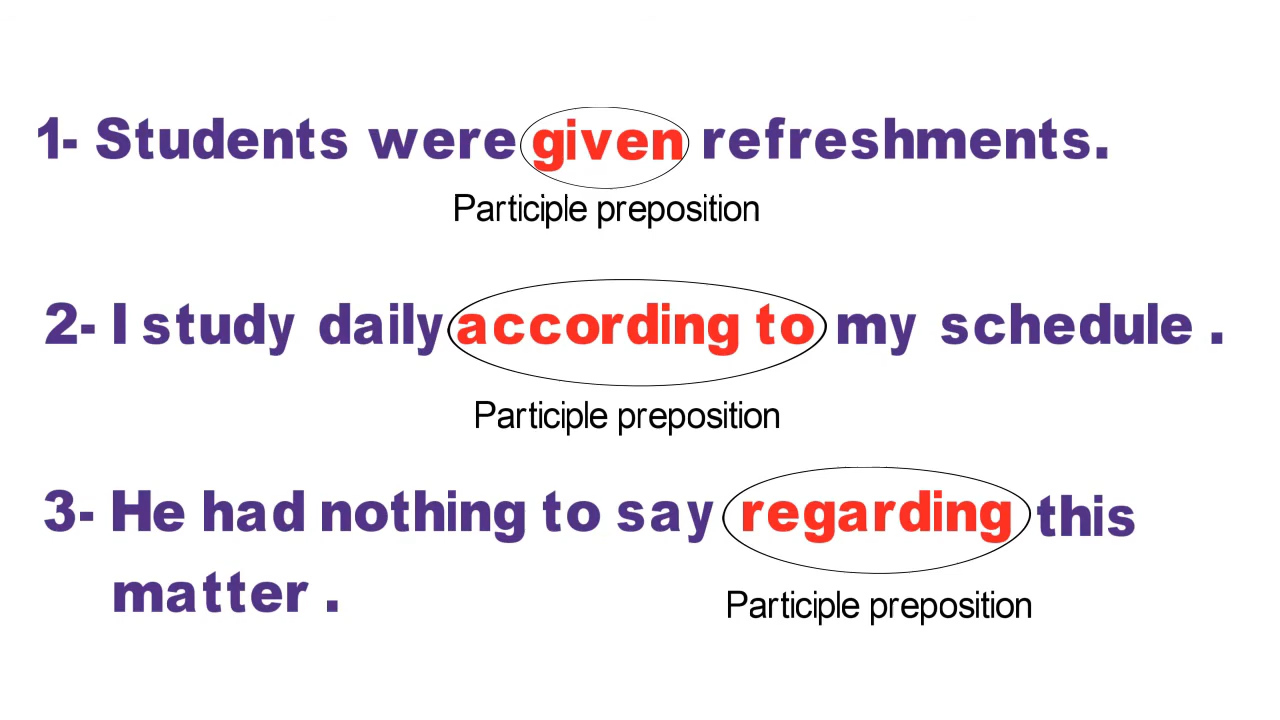 1- Students were given refreshments.
Participle preposition
2- I study daily according to my schedule .
Participle preposition
3- He had nothing to say regarding this
matter .
Participle preposition